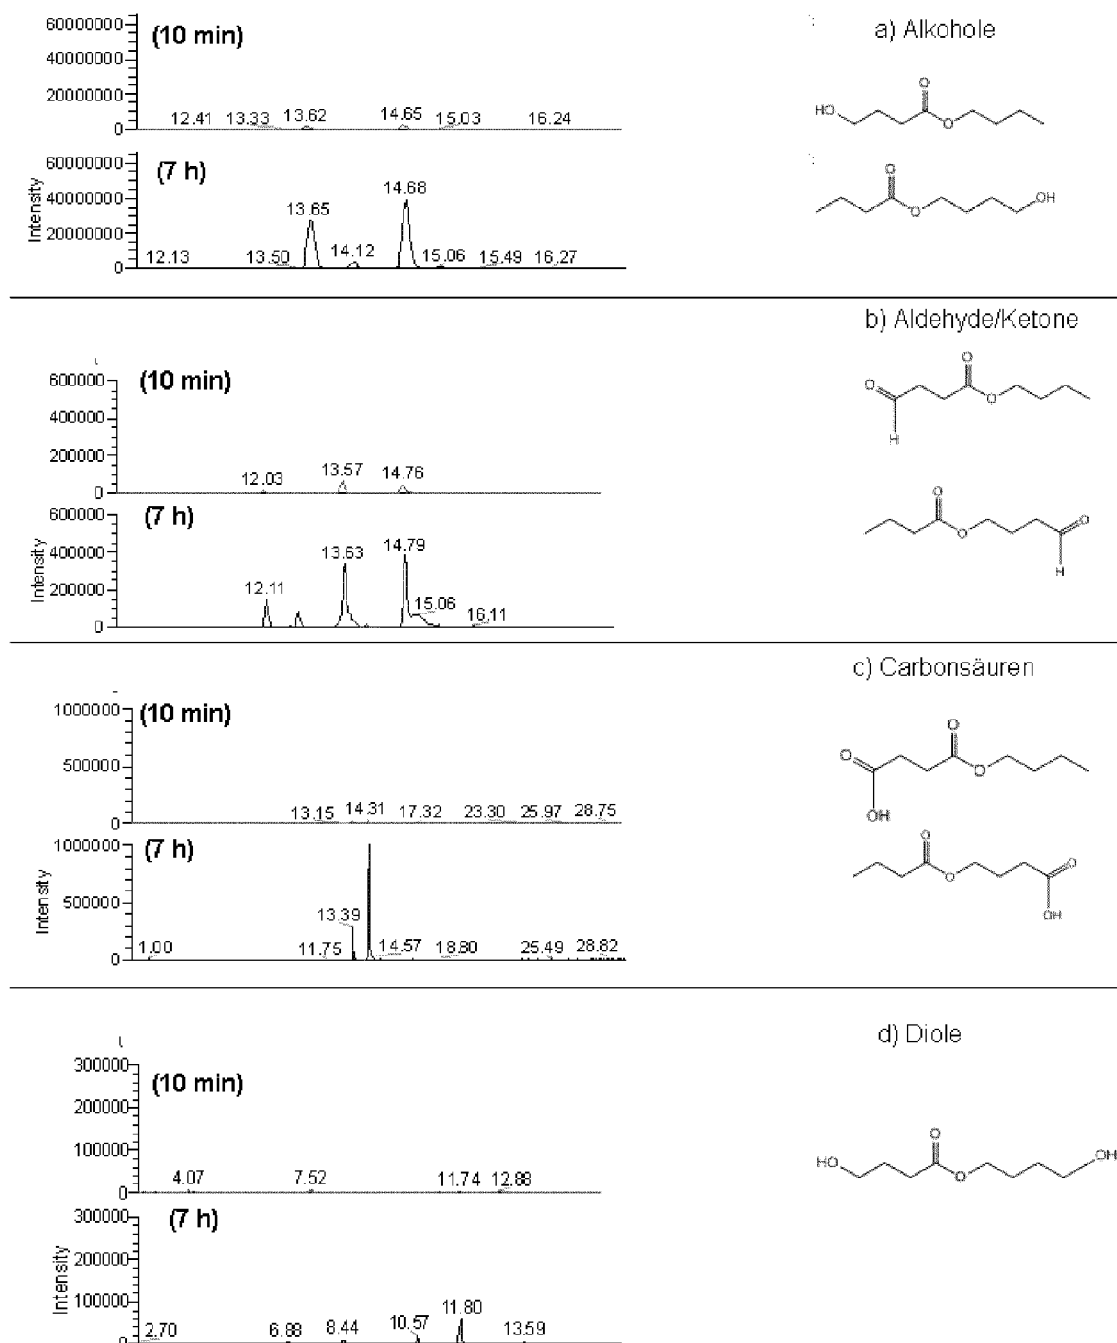 a) Alkohole
60000000
(10 min)
40000000
20000000
12.41 13.33 13.62 14.65 15.03 16.24
0
HO O O
60000000
(7 h)
40000000
14.68
13.65
20000000
12.13 13.50 14.12 15.06 15.49 16,27
0
Intensity
O O OH
b) Aldehyde/Ketone
600000
(10 min)
400000
200000
12.03 13.57 14.76
0
O H O O
600000
(7 h)
400000
13.63 14.79
200000
12.11 15.06 16,11
0
Intensity
O O O H
c) Carbonsäuren
1000000
(10 min)
500000
13.15 14.31 17.32 23.30 25.97 28.75
0
O OH O O
1000000
(7 h)
500000
13.39
1.00 11.75 14.57 18.80 25.49 28.82
0
Intensity
O O O OH
d) Diole
300000
(10 min)
200000
100000
4.07 7.52 11.74 12.88
0
HO O O OH
300000
(7 h)
200000
100000
11.80
2.70 6.88 8.44 10.57 13.59
0
Intensity